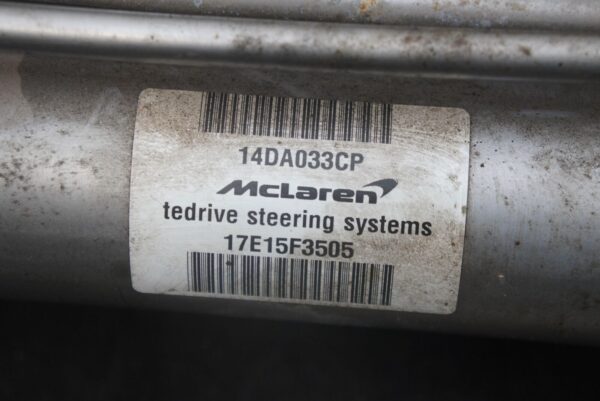 14DA033CP
McLaren
tedrive steering systems
17E15F3505